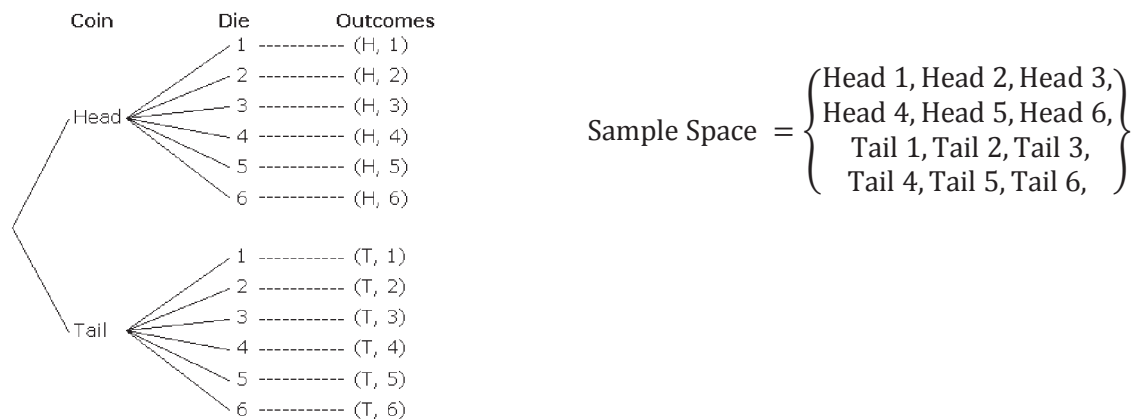 Coin Die Outcomes
1 (H, 1)
2 (H, 2)
Head 3 (H, 3)
4 (H, 4)
5 (H, 5)
6 (H, 6)
1 (T, 1)
2 (T, 2)
Tail 3 (T, 3)
4 (T, 4)
5 (T, 5)
6 (T, 6)
Sample Space = {Head 1, Head 2, Head 3,
Head 4, Head 5, Head 6,
Tail 1, Tail 2, Tail 3,
Tail 4, Tail 5, Tail 6,}